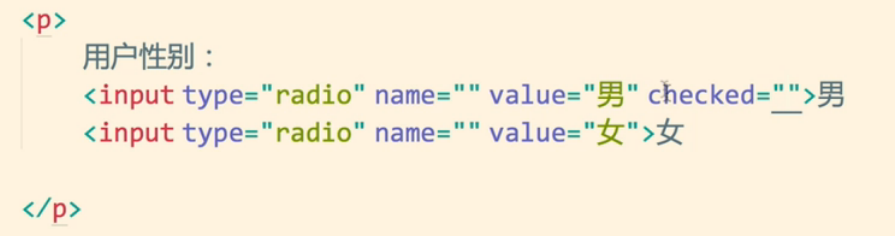 <p>
用户性别：
<input type="radio" name="" value="男" checked="">男
<input type="radio" name="" value="女">女
</p>